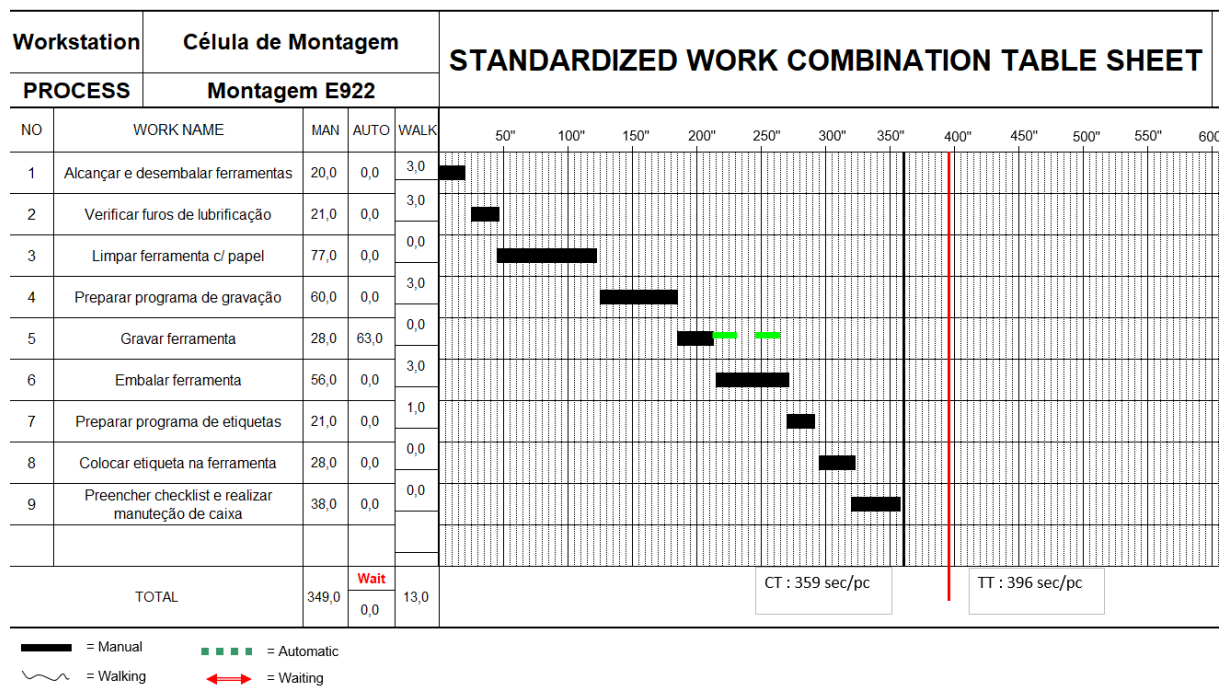 Workstation Célula de Montagem STANDARDIZED WORK COMBINATION TABLE SHEET
PROCESS Montagem E922
NO WORK NAME MAN AUTO WALK 50" 100" 150" 200" 250" 300" 350" 400" 450" 500" 550" 600
1 Alcançar e desembalar ferramentas 20,0 0,0 3,0
2 Verificar furos de lubrificação 21,0 0,0 3,0
3 Limpar ferramenta c/ papel 77,0 0,0 0,0
4 Preparar programa de gravação 60,0 0,0 3,0
5 Gravar ferramenta 28,0 63,0 0,0
6 Embalar ferramenta 56,0 0,0 3,0
7 Preparar programa de etiquetas 21,0 0,0 1,0
8 Colocar etiqueta na ferramenta 28,0 0,0 0,0
9 Preencher checklist e realizar
manuteção de caixa 38,0 0,0 0,0
TOTAL 349,0 Wait 13,0
0,0
CT : 359 sec/pc TT : 396 sec/pc
= Manual = Automatic
= Walking = Waiting